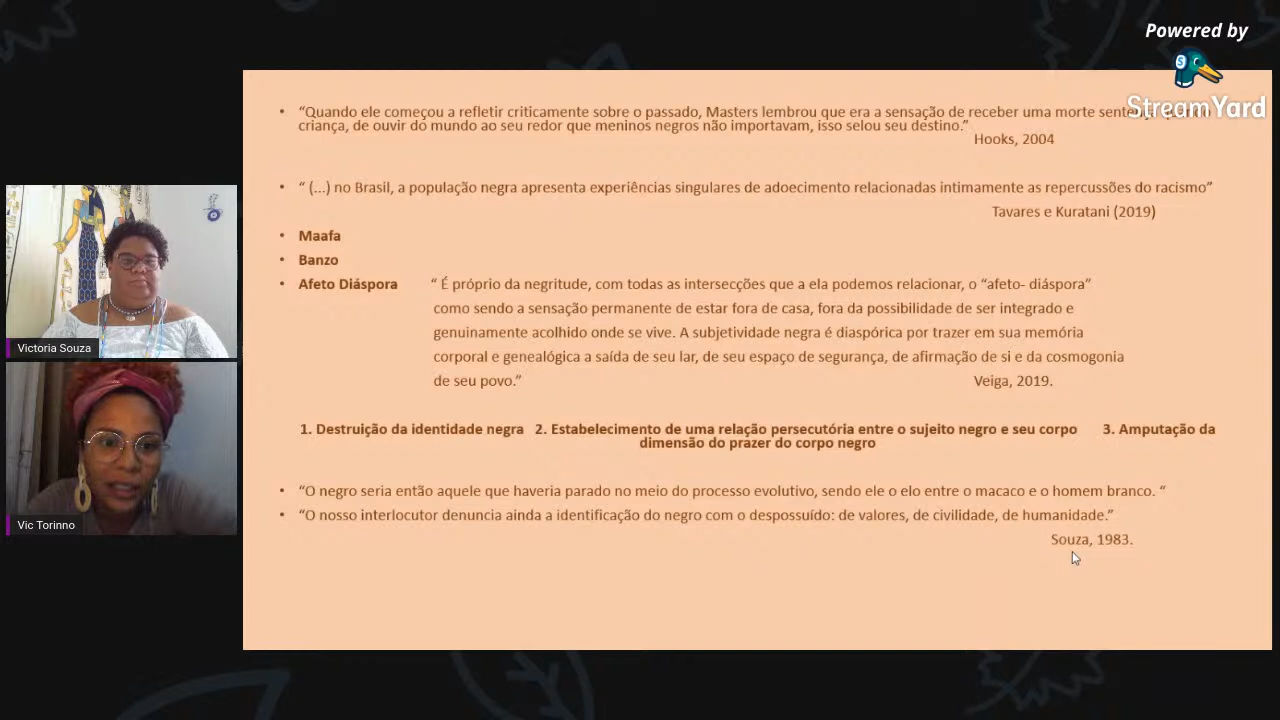 Powered by
StreamYard
• “Quando ele começou a refletir criticamente sobre o passado, Masters lembrou que era a sensação de receber uma morte
criança, de ouvir do mundo ao seu redor que meninos negros não importavam, isso selou seu destino.”
Hooks, 2004
• “ (...) no Brasil, a população negra apresenta experiências singulares de adoecimento relacionadas intimamente as repercussões do racismo”
Tavares e Kuratani (2019)
• Maafa
• Banzo
• Afeto Diáspora “ É próprio da negritude, com todas as intersecções que a ela podemos relacionar, o “afeto- diáspora”
como sendo a sensação permanente de estar fora de casa, fora da possibilidade de ser integrado e
genuinamente acolhido onde se vive. A subjetividade negra é diaspórica por trazer em sua memória
corporal e genealógica a saída de seu lar, de seu espaço de segurança, de afirmação de si e da cosmogonia
de seu povo.” Veiga, 2019.
1. Destruição da identidade negra 2. Estabelecimento de uma relação persecutória entre o sujeito negro e seu corpo 3. Amputação da
dimensão do prazer do corpo negro
• “O negro seria então aquele que haveria parado no meio do processo evolutivo, sendo ele o elo entre o macaco e o homem branco. “
• “O nosso interlocutor denuncia ainda a identificação do negro com o despossuído: de valores, de civilidade, de humanidade.”
Souza, 1983.
Victoria Souza
Vic Torinno